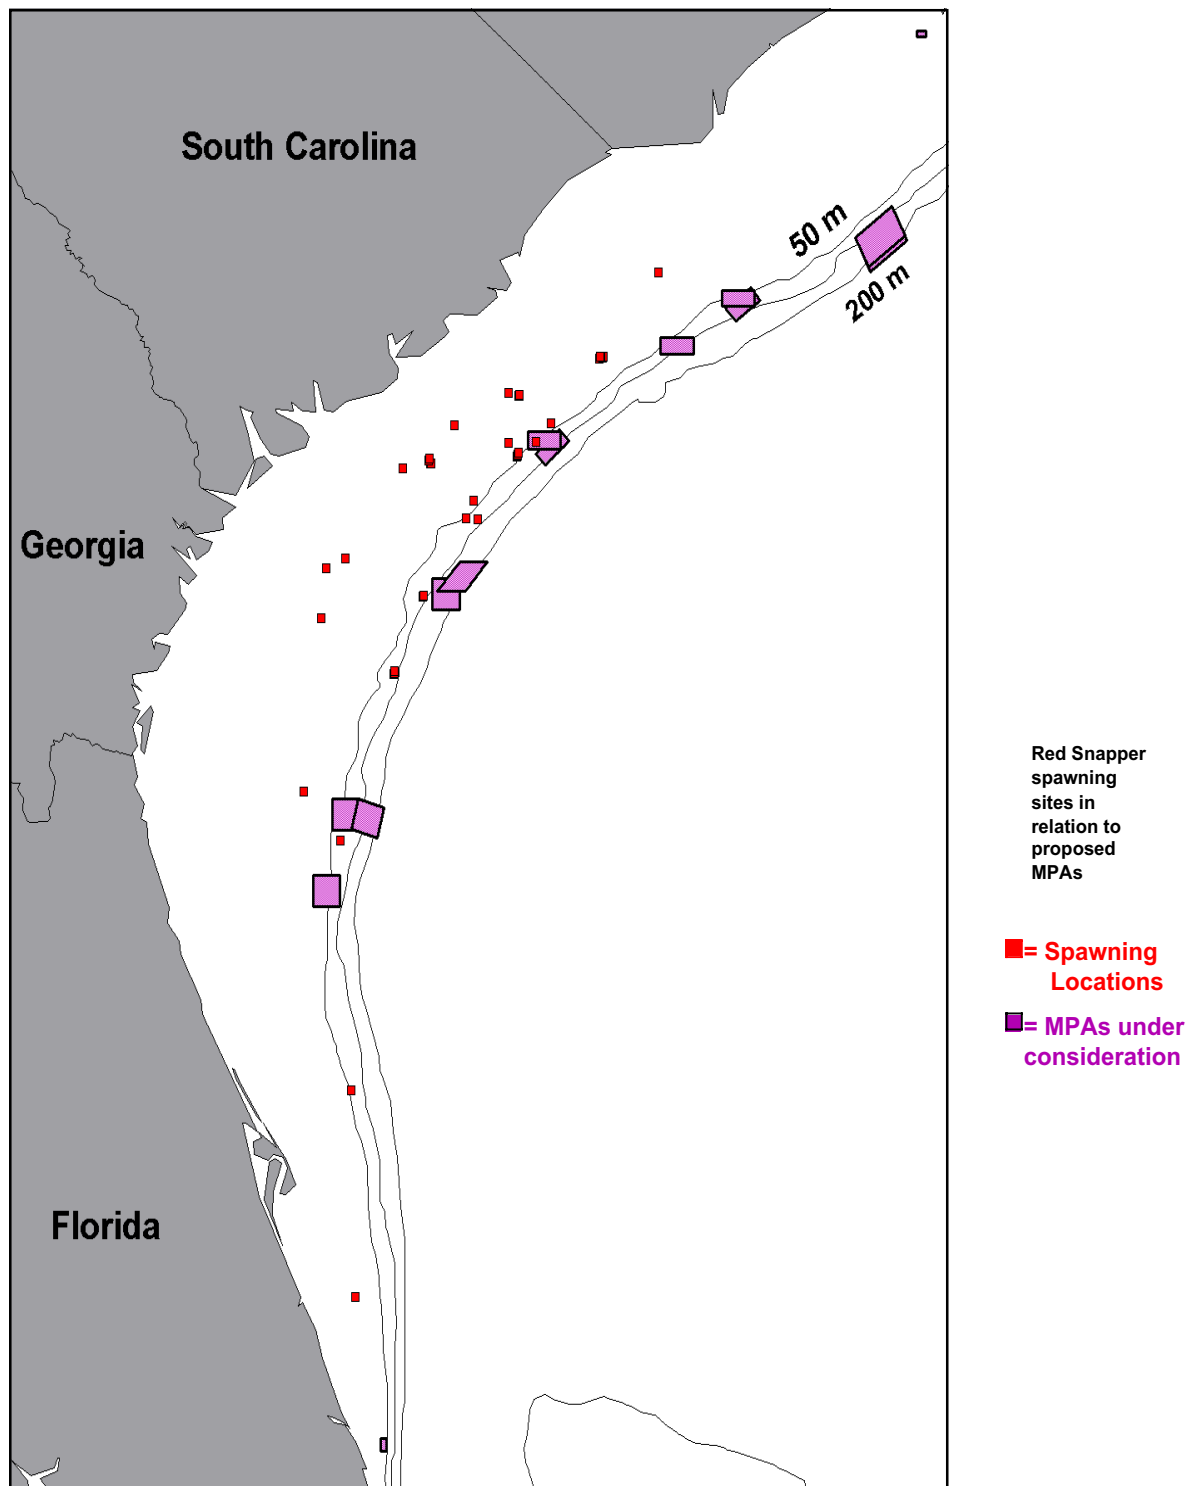 South Carolina
50 m
200 m
Georgia
Florida
Red Snapper
spawning
sites in
relation to
proposed
MPAs
= Spawning
Locations
= MPAs under
consideration